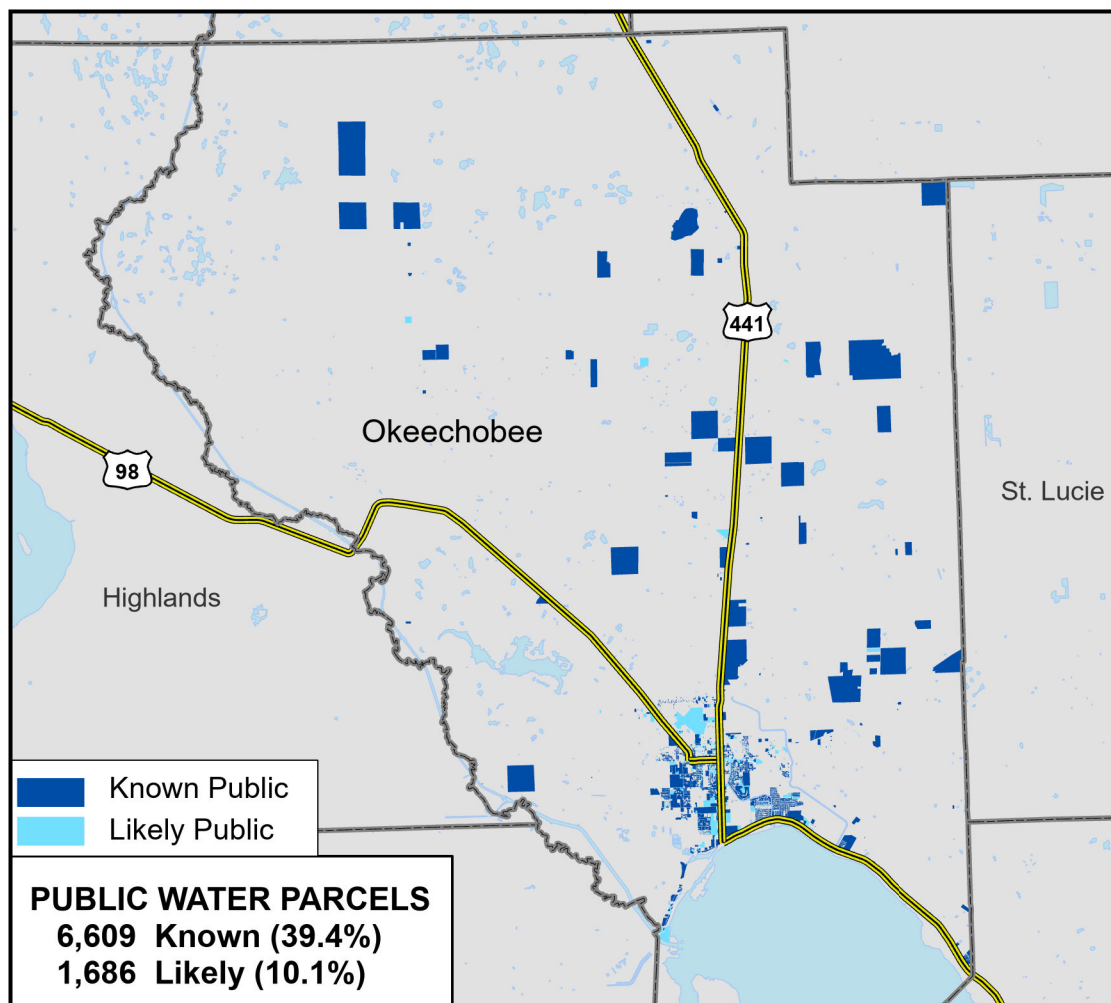 441
Okeechobee
98
St. Lucie
Highlands
Known Public
Likely Public
PUBLIC WATER PARCELS
6,609 Known (39.4%)
1,686 Likely (10.1%)